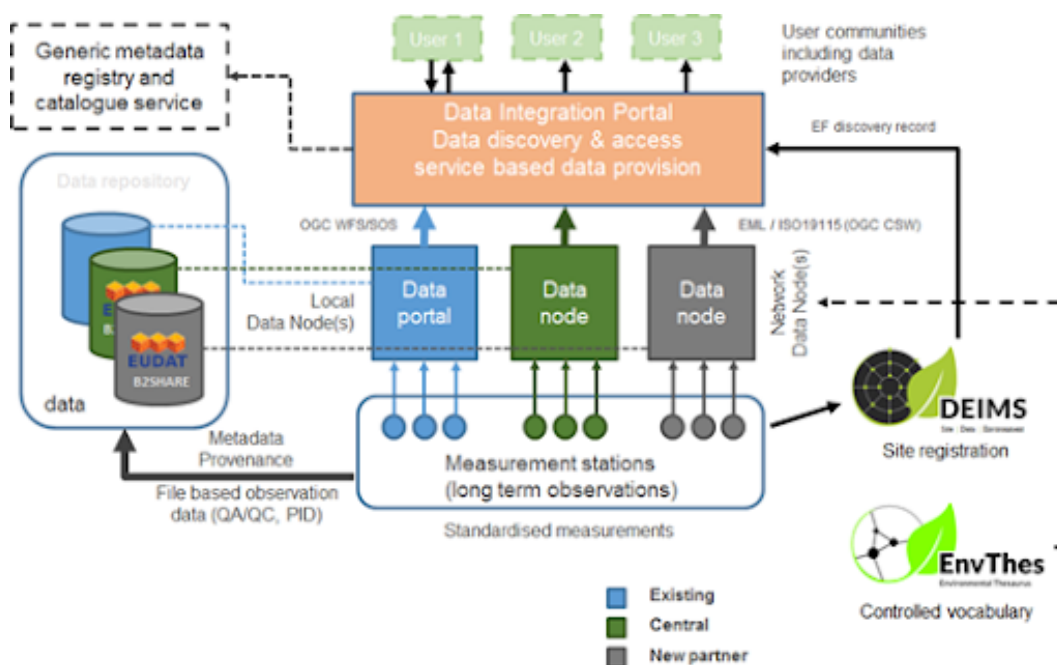 User 1
User 2
User 3
User communities
including data
providers
Generic metadata
registry and
catalogue service
Data Integration Portal
Data discovery & access
service based data provision
EF discovery record
Data repository
OGC WFS/SOS
EML / ISO19115 (OGC CSW)
Local
Data Node(s)
Data
portal
Data
node
Data
node
Network
Data Node(s)
EUDAT
B2SHARE
data
DEIMS
Site registration
Metadata
Provenance
File based observation
data (QA/QC, PID)
Measurement stations
(long term observations)
Standardised measurements
EnvThes
Environmental Thesaurus
Controlled vocabulary
Existing
Central
New partner